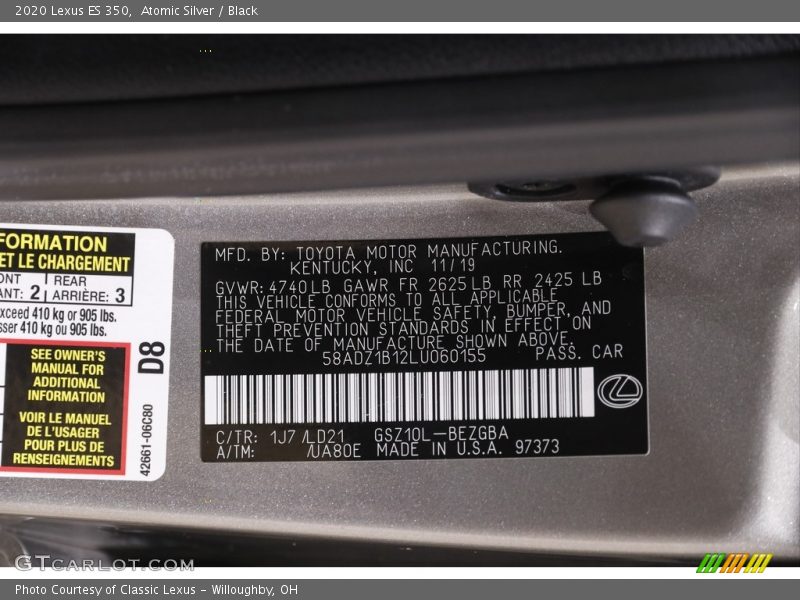 2020 Lexus ES 350,  Atomic Silver / Black
FORMATION
ET LE CHARGEMENT
REAR
ANT: 2 ARRIÈRE: 3
xceed 410 kg or 905 lbs.
sser 410 kg ou 905 lbs.
SEE OWNER'S
MANUAL FOR
ADDITIONAL
INFORMATION
VOIR LE MANUEL
DE L'USAGER
POUR PLUS DE
RENSEIGNEMENTS
D8
42661-06C80
MFD. BY: TOYOTA MOTOR MANUFACTURING.
KENTUCKY, INC 11/19
GVWR: 4740LB GAWR FR 2625LB RR 2425 LB
THIS VEHICLE CONFORMS TO ALL APPLICABLE
FEDERAL MOTOR VEHICLE SAFETY, BUMPER, AND
THEFT PREVENTION STANDARDS IN EFFECT ON
THE DATE OF MANUFACTURE SHOWN ABOVE.
58ADZ1B12LU060155 PASS. CAR
C/TR: 1J7 /LD21 GSZ10L-BEZGBA
A/TM: /UA80E MADE IN U.S.A. 97373
GTCARLOT.COM
Photo Courtesy of Classic Lexus - Willoughby, OH